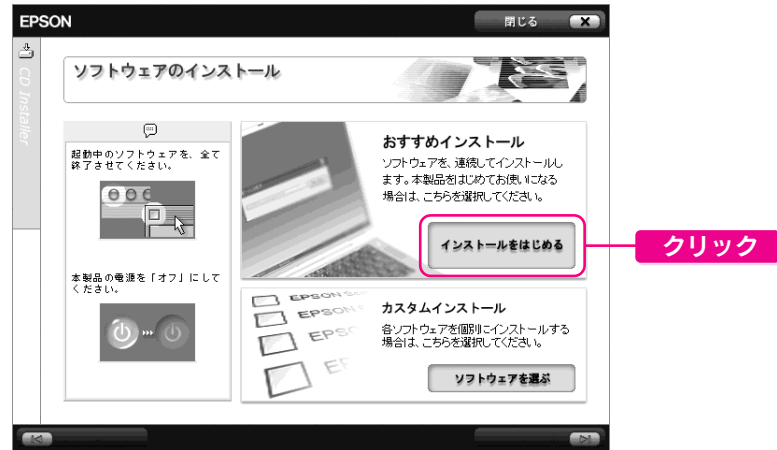 EPSON
閉じる
CD Installer
ソフトウェアのインストール
起動中のソフトウェアを、全て
終了させてください。
本製品の電源を「オフ」にして
ください。
おすすめインストール
ソフトウェアを、連続してインストールし
ます。本製品をはじめてお使いになる
場合は、こちらを選択してください。
インストールをはじめる
クリック
カスタムインストール
各ソフトウェアを個別にインストールする
場合は、こちらを選択してください。
ソフトウェアを選ぶ